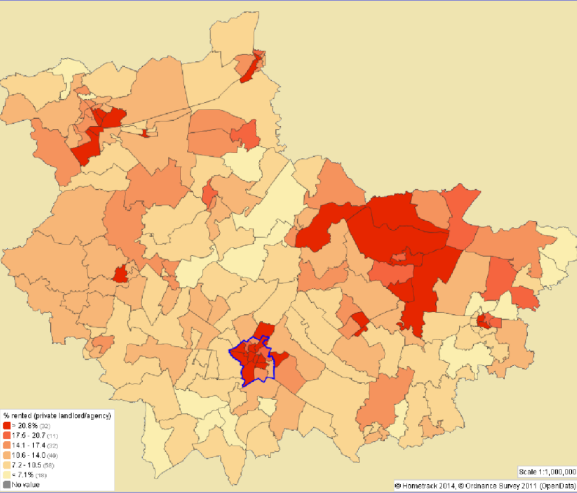 % rented (private landlord/agency)
> 20.8% (32)
17.6 - 20.7 (11)
14.1 - 17.4 (32)
10.6 - 14.0 (49)
7.2 - 10.5 (58)
< 7.1% (18)
No value
Scale 1:1,000,000
© Hometrack 2014, © Ordnance Survey 2011 (OpenData)